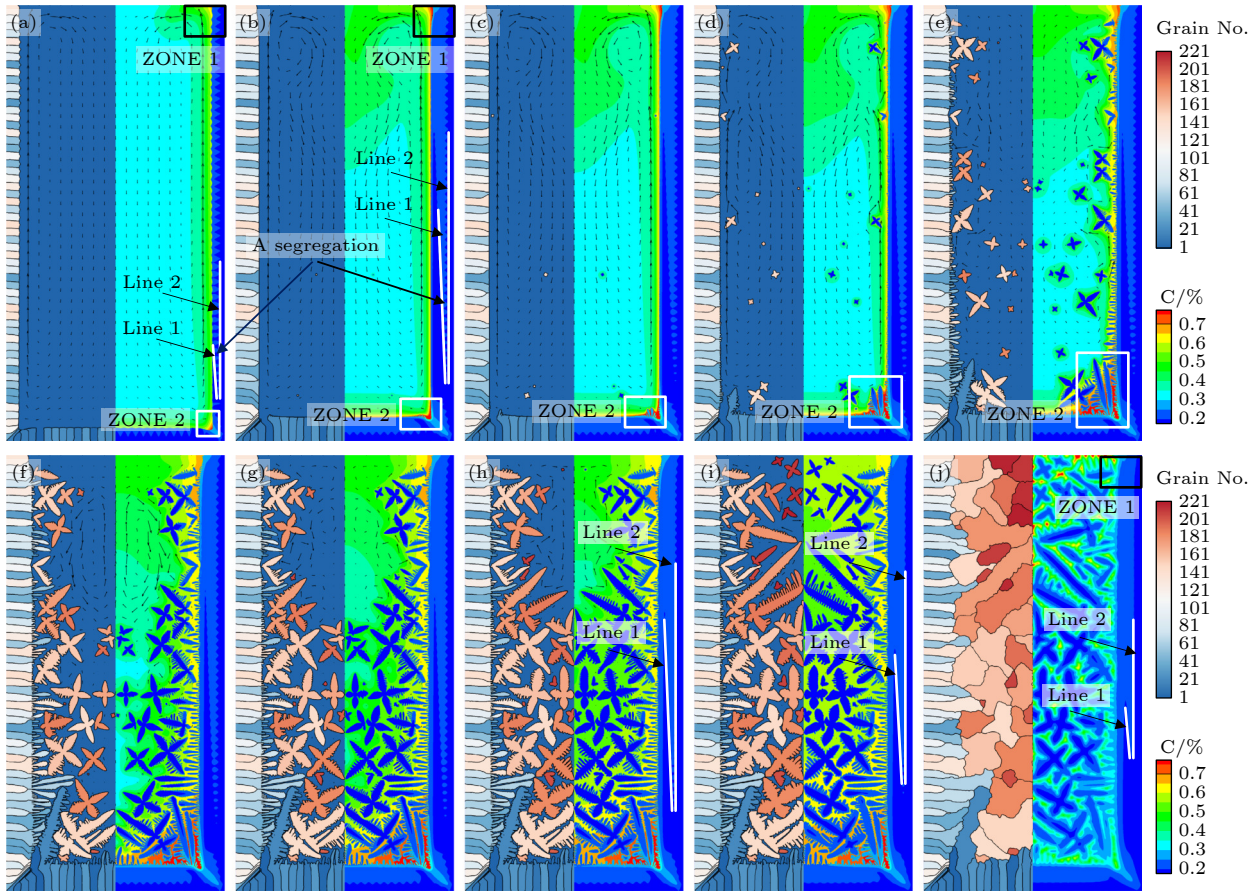 (a)
ZONE 1
Line 2
Line 1
ZONE 2
(b)
ZONE 1
Line 2
Line 1
A segregation
ZONE 2
(c)
ZONE 2
(d)
ZONE 2
(e)
ZONE 2
Grain No.
221
201
181
161
141
121
101
81
61
41
21
1
C/%
0.7
0.6
0.5
0.4
0.3
0.2
(f)
(g)
(h)
Line 2
Line 1
(i)
Line 2
Line 1
(j)
ZONE 1
Line 2
Line 1
Grain No.
221
201
181
161
141
121
101
81
61
41
21
1
C/%
0.7
0.6
0.5
0.4
0.3
0.2